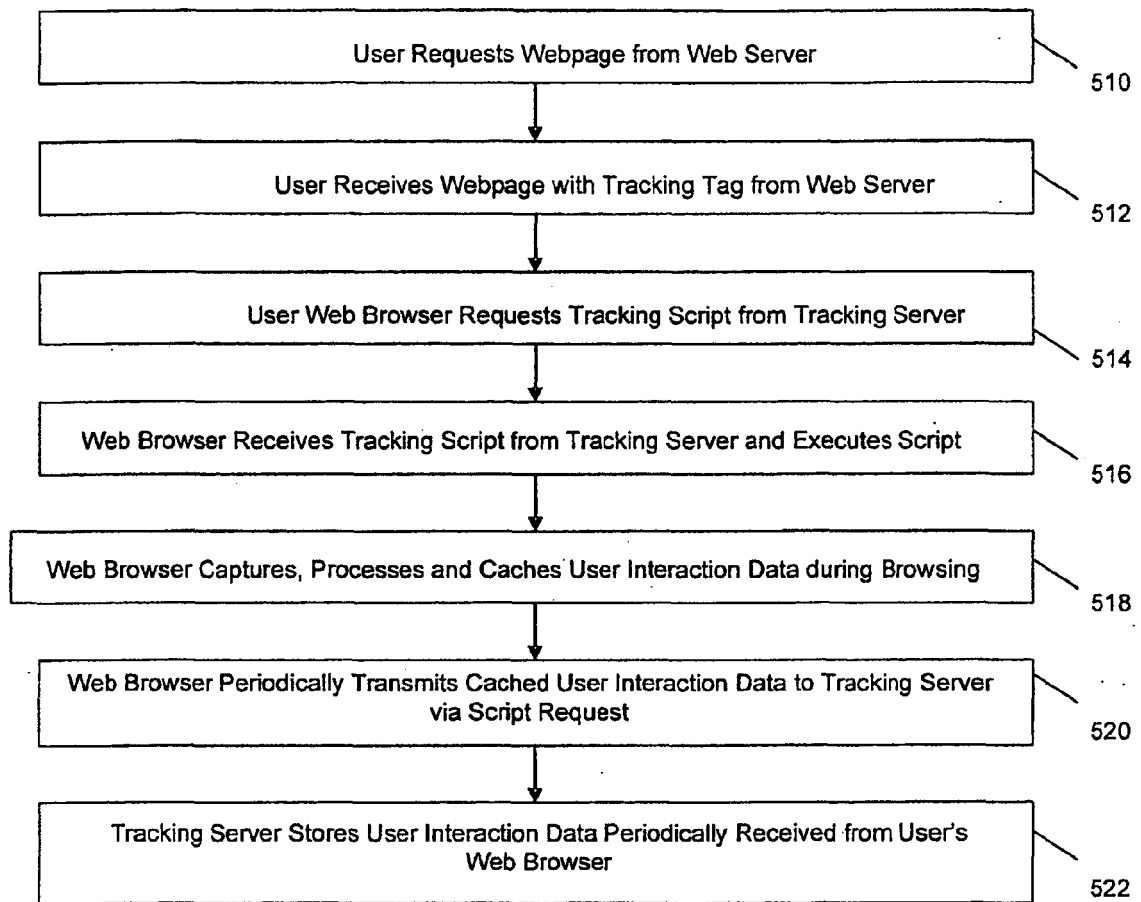 User Requests Webpage from Web Server
510
User Receives Webpage with Tracking Tag from Web Server
512
User Web Browser Requests Tracking Script from Tracking Server
514
Web Browser Receives Tracking Script from Tracking Server and Executes Script
516
Web Browser Captures, Processes and Caches User Interaction Data during Browsing
518
Web Browser Periodically Transmits Cached User Interaction Data to Tracking Server
via Script Request
520
Tracking Server Stores User Interaction Data Periodically Received from User's
Web Browser
522